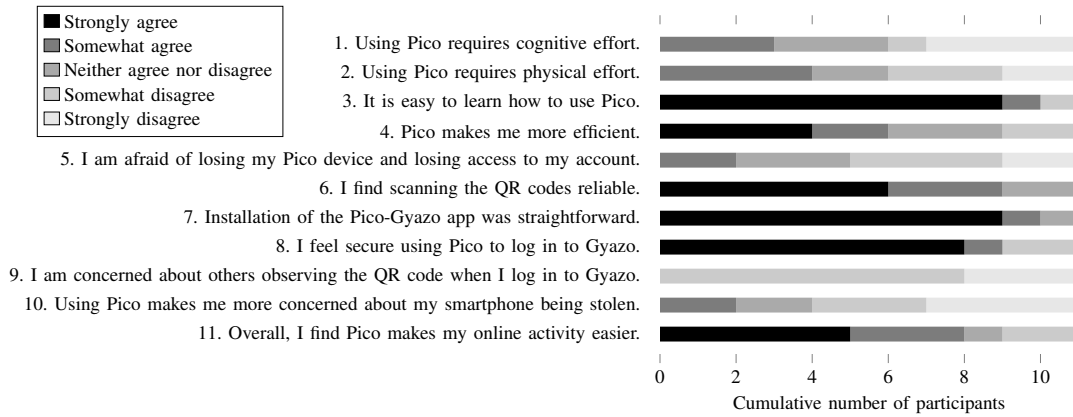 Strongly agree
Somewhat agree
Neither agree nor disagree
Somewhat disagree
Strongly disagree
1. Using Pico requires cognitive effort.
2. Using Pico requires physical effort.
3. It is easy to learn how to use Pico.
4. Pico makes me more efficient.
5. I am afraid of losing my Pico device and losing access to my account.
6. I find scanning the QR codes reliable.
7. Installation of the Pico-Gyazo app was straightforward.
8. I feel secure using Pico to log in to Gyazo.
9. I am concerned about others observing the QR code when I log in to Gyazo.
10. Using Pico makes me more concerned about my smartphone being stolen.
11. Overall, I find Pico makes my online activity easier.
0 2 4 6 8 10
Cumulative number of participants